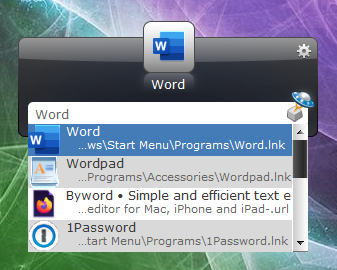 Word
Word
Word
...ws\Start Menu\Programs\Word.lnk
Wordpad
...Programs\Accessories\Wordpad.lnk
Byword • Simple and efficient text e
...editor for Mac, iPhone and iPad-.url
1Password
...tart Menu\Programs\1Password.lnk